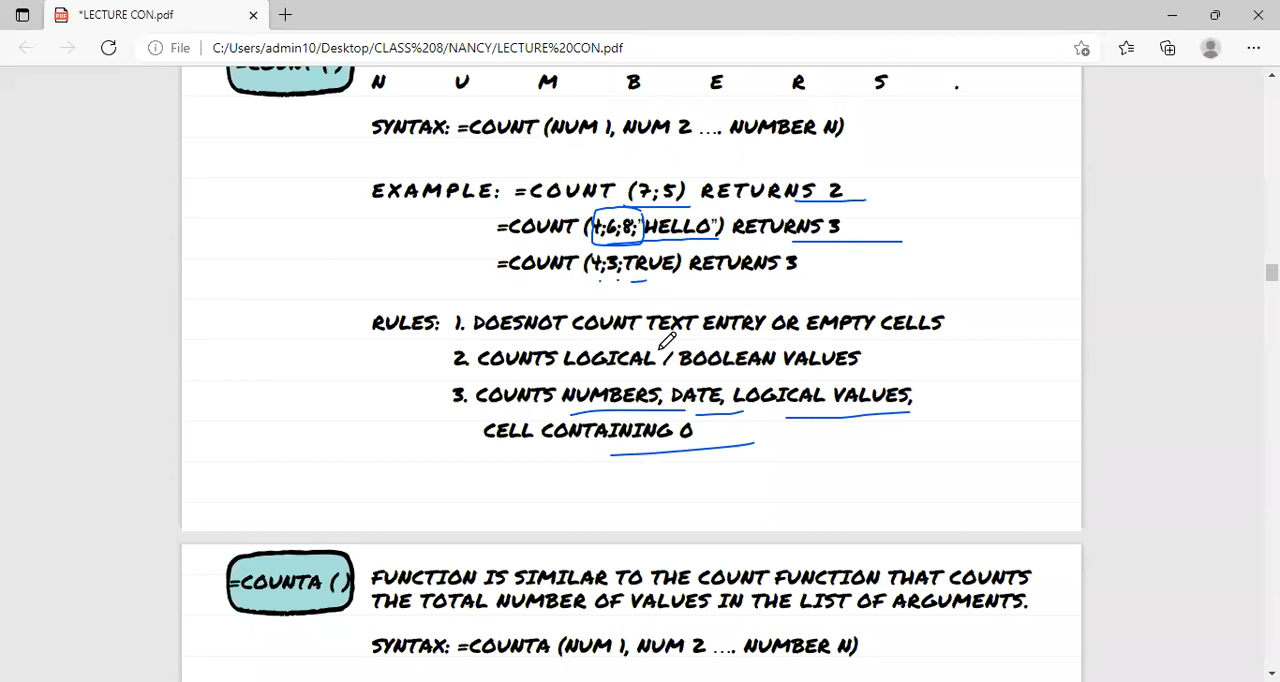 *LECTURE CON.pdf
File C:/Users/admin10/Desktop/CLASS%208/NANCY/LECTURE%20CON.pdf
=COUNT ( )
N U M B E R S .
SYNTAX: =COUNT (NUM 1, NUM 2 .... NUMBER N)
EXAMPLE: =COUNT (7;5) RETURNS 2
=COUNT (4;6;8;"HELLO") RETURNS 3
=COUNT (4;3;TRUE) RETURNS 3
RULES: 1. DOESNOT COUNT TEXT ENTRY OR EMPTY CELLS
2. COUNTS LOGICAL / BOOLEAN VALUES
3. COUNTS NUMBERS, DATE, LOGICAL VALUES,
CELL CONTAINING 0
=COUNTA ( ) FUNCTION IS SIMILAR TO THE COUNT FUNCTION THAT COUNTS
THE TOTAL NUMBER OF VALUES IN THE LIST OF ARGUMENTS.
SYNTAX: =COUNTA (NUM 1, NUM 2 .... NUMBER N)